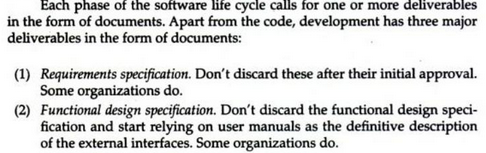 Each phase of the software life cycle calls for one or more deliverables
in the form of documents. Apart from the code, development has three major
deliverables in the form of documents:
(1) Requirements specification. Don't discard these after their initial approval.
Some organizations do.
(2) Functional design specification. Don't discard the functional design speci-
fication and start relying on user manuals as the definitive description
of the external interfaces. Some organizations do.